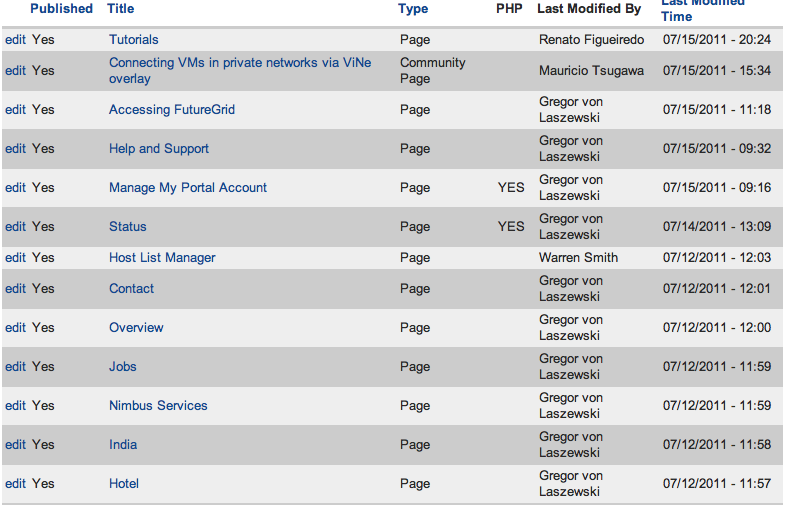 Published Title Type PHP Last Modified By Last Modified
Time
edit Yes Tutorials Page Renato Figueiredo 07/15/2011 - 20:24
edit Yes Connecting VMs in private networks via ViNe
overlay Community
Page Mauricio Tsugawa 07/15/2011 - 15:34
edit Yes Accessing FutureGrid Page Gregor von
Laszewski 07/15/2011 - 11:18
edit Yes Help and Support Page Gregor von
Laszewski 07/15/2011 - 09:32
edit Yes Manage My Portal Account Page YES Gregor von
Laszewski 07/15/2011 - 09:16
edit Yes Status Page YES Gregor von
Laszewski 07/14/2011 - 13:09
edit Yes Host List Manager Page Warren Smith 07/12/2011 - 12:03
edit Yes Contact Page Gregor von
Laszewski 07/12/2011 - 12:01
edit Yes Overview Page Gregor von
Laszewski 07/12/2011 - 12:00
edit Yes Jobs Page Gregor von
Laszewski 07/12/2011 - 11:59
edit Yes Nimbus Services Page Gregor von
Laszewski 07/12/2011 - 11:59
edit Yes India Page Gregor von
Laszewski 07/12/2011 - 11:58
edit Yes Hotel Page Gregor von
Laszewski 07/12/2011 - 11:57